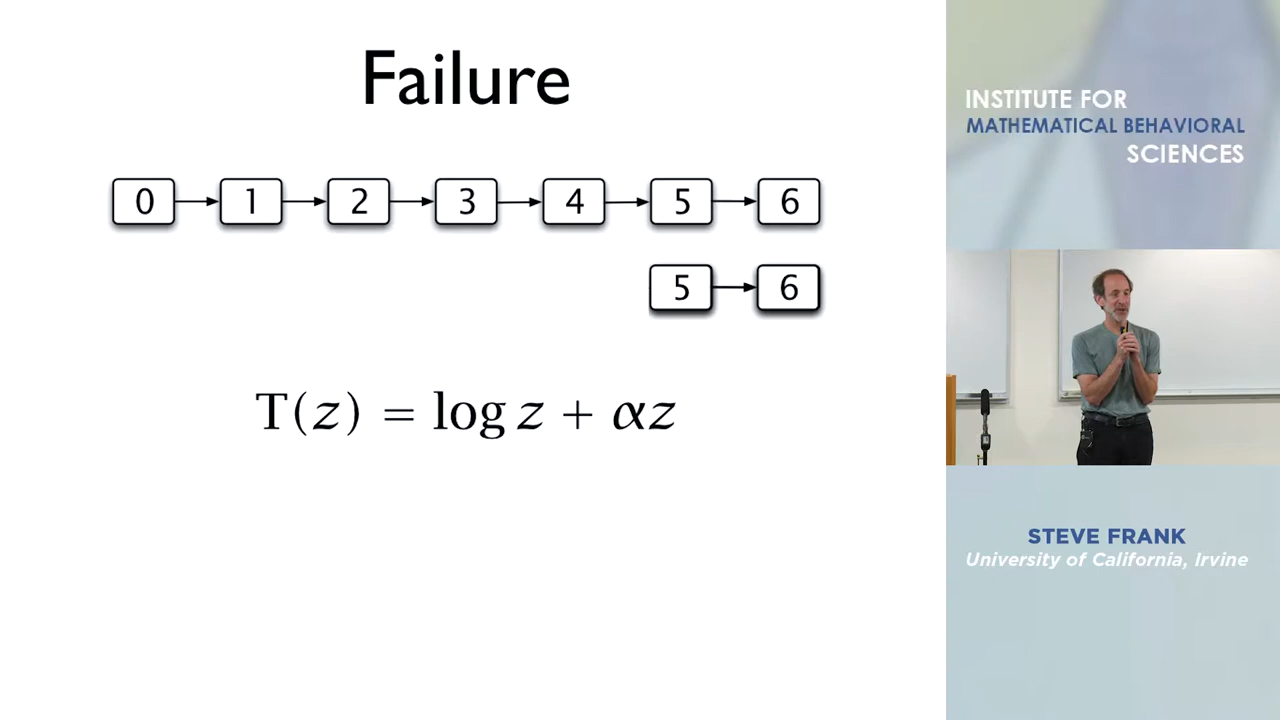 Failure
0 1 2 3 4 5 6
5 6
T(z) = log z + αz
INSTITUTE FOR
MATHEMATICAL BEHAVIORAL
SCIENCES
STEVE FRANK
University of California, Irvine